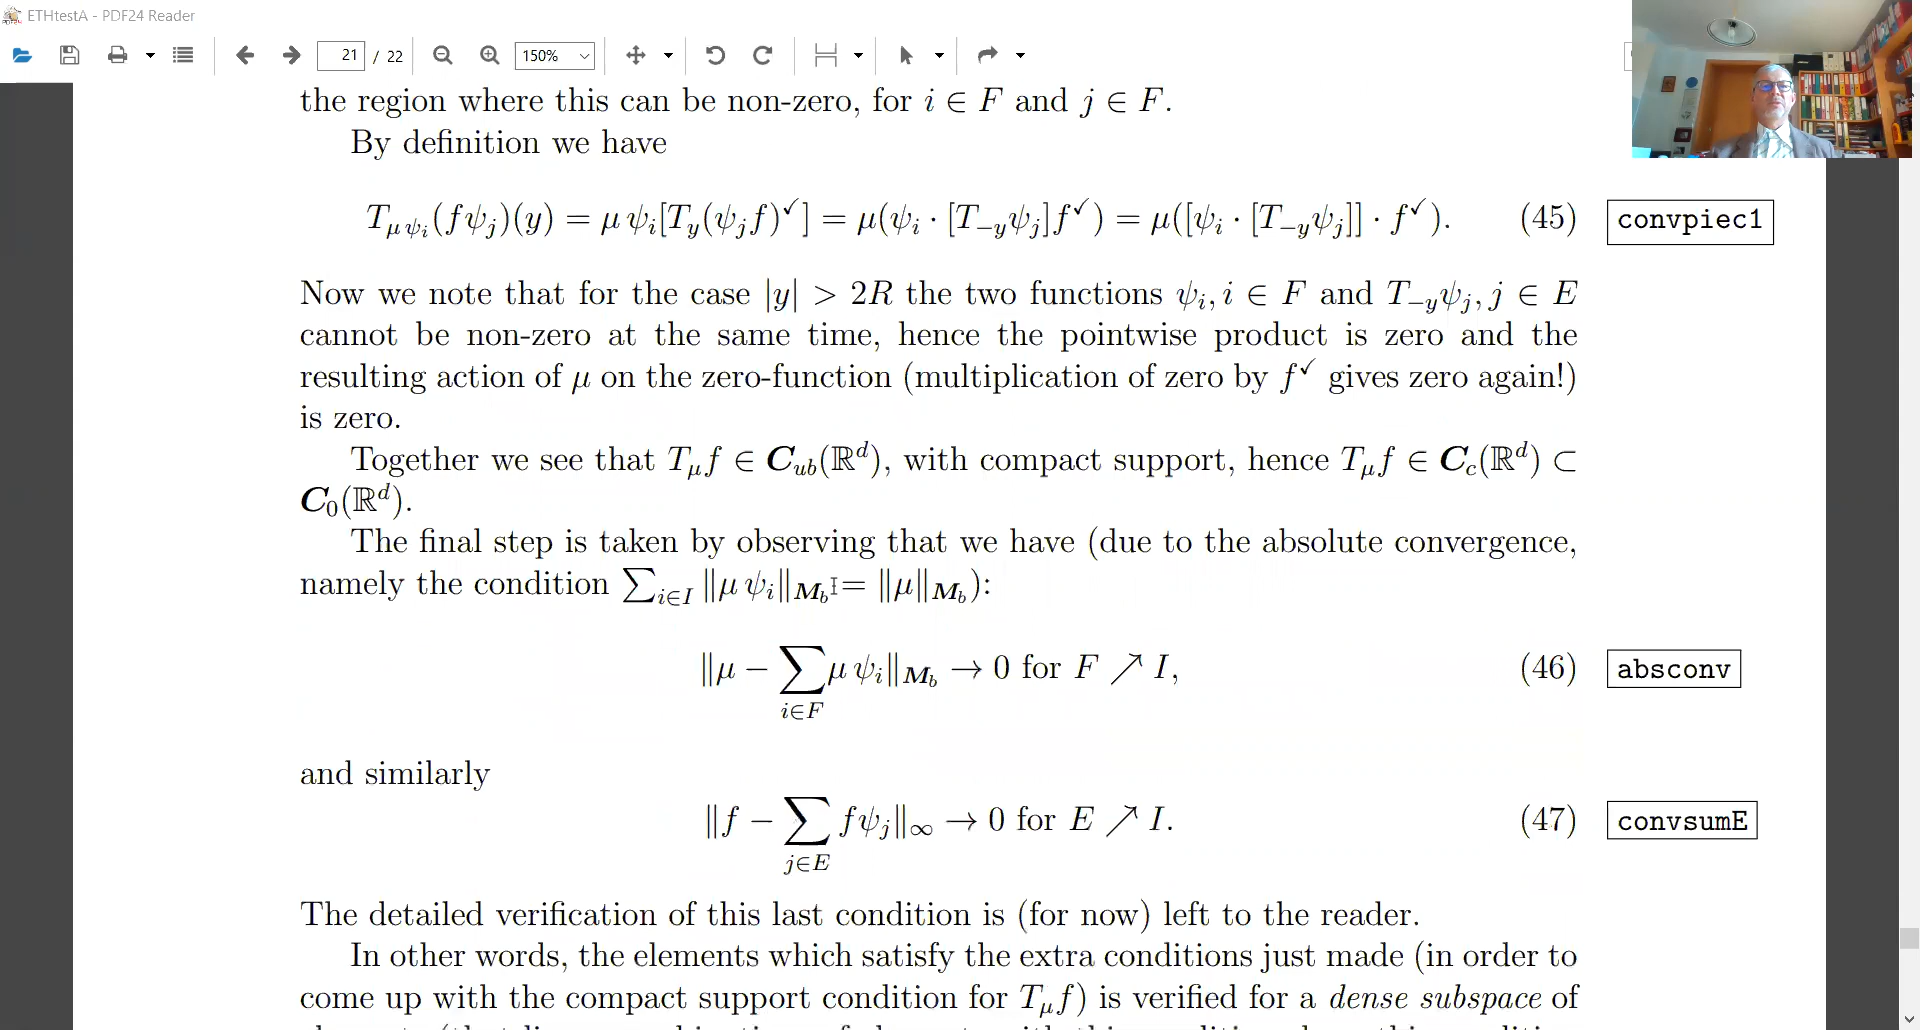 ETHtestA - PDF24 Reader
21 / 22 150%
the region where this can be non-zero, for i ∈ F and j ∈ F.
By definition we have
T_{μψ_i}(fψ_j)(y) = μψ_i[T_y(ψ_jf)^✓] = μ(ψ_i · [T_{−y}ψ_j]f^✓) = μ([ψ_i · [T_{−y}ψ_j]] · f^✓). (45) convpiec1
Now we note that for the case |y| > 2R the two functions ψ_i, i ∈ F and T_{−y}ψ_j, j ∈ E
cannot be non-zero at the same time, hence the pointwise product is zero and the
resulting action of μ on the zero-function (multiplication of zero by f^✓ gives zero again!)
is zero.
Together we see that T_μf ∈ C_{ub}(ℝ^d), with compact support, hence T_μf ∈ C_c(ℝ^d) ⊂
C_0(ℝ^d).
The final step is taken by observing that we have (due to the absolute convergence,
namely the condition ∑_{i∈I} ‖μψ_i‖_{M_b} = ‖μ‖_{M_b}):
‖μ − ∑_{i∈F} μψ_i‖_{M_b} → 0 for F ↗ I, (46) absconv
and similarly
‖f − ∑_{j∈E} fψ_j‖_∞ → 0 for E ↗ I. (47) convsumE
The detailed verification of this last condition is (for now) left to the reader.
In other words, the elements which satisfy the extra conditions just made (in order to
come up with the compact support condition for T_μf) is verified for a dense subspace of